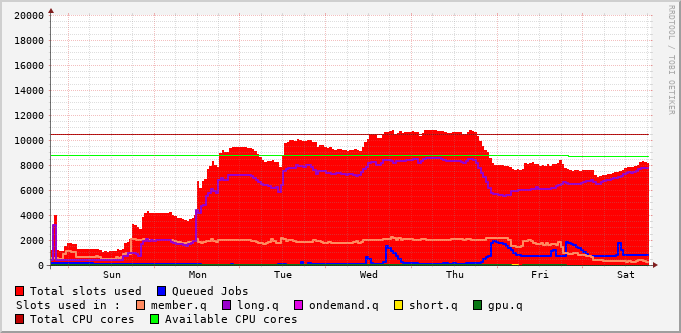 20000
18000
16000
14000
12000
10000
8000
6000
4000
2000
0
Sun Mon Tue Wed Thu Fri Sat
RRDTOOL / TOBI OETIKER
Total slots used Queued Jobs
Slots used in : member.q long.q ondemand.q short.q gpu.q
Total CPU cores Available CPU cores